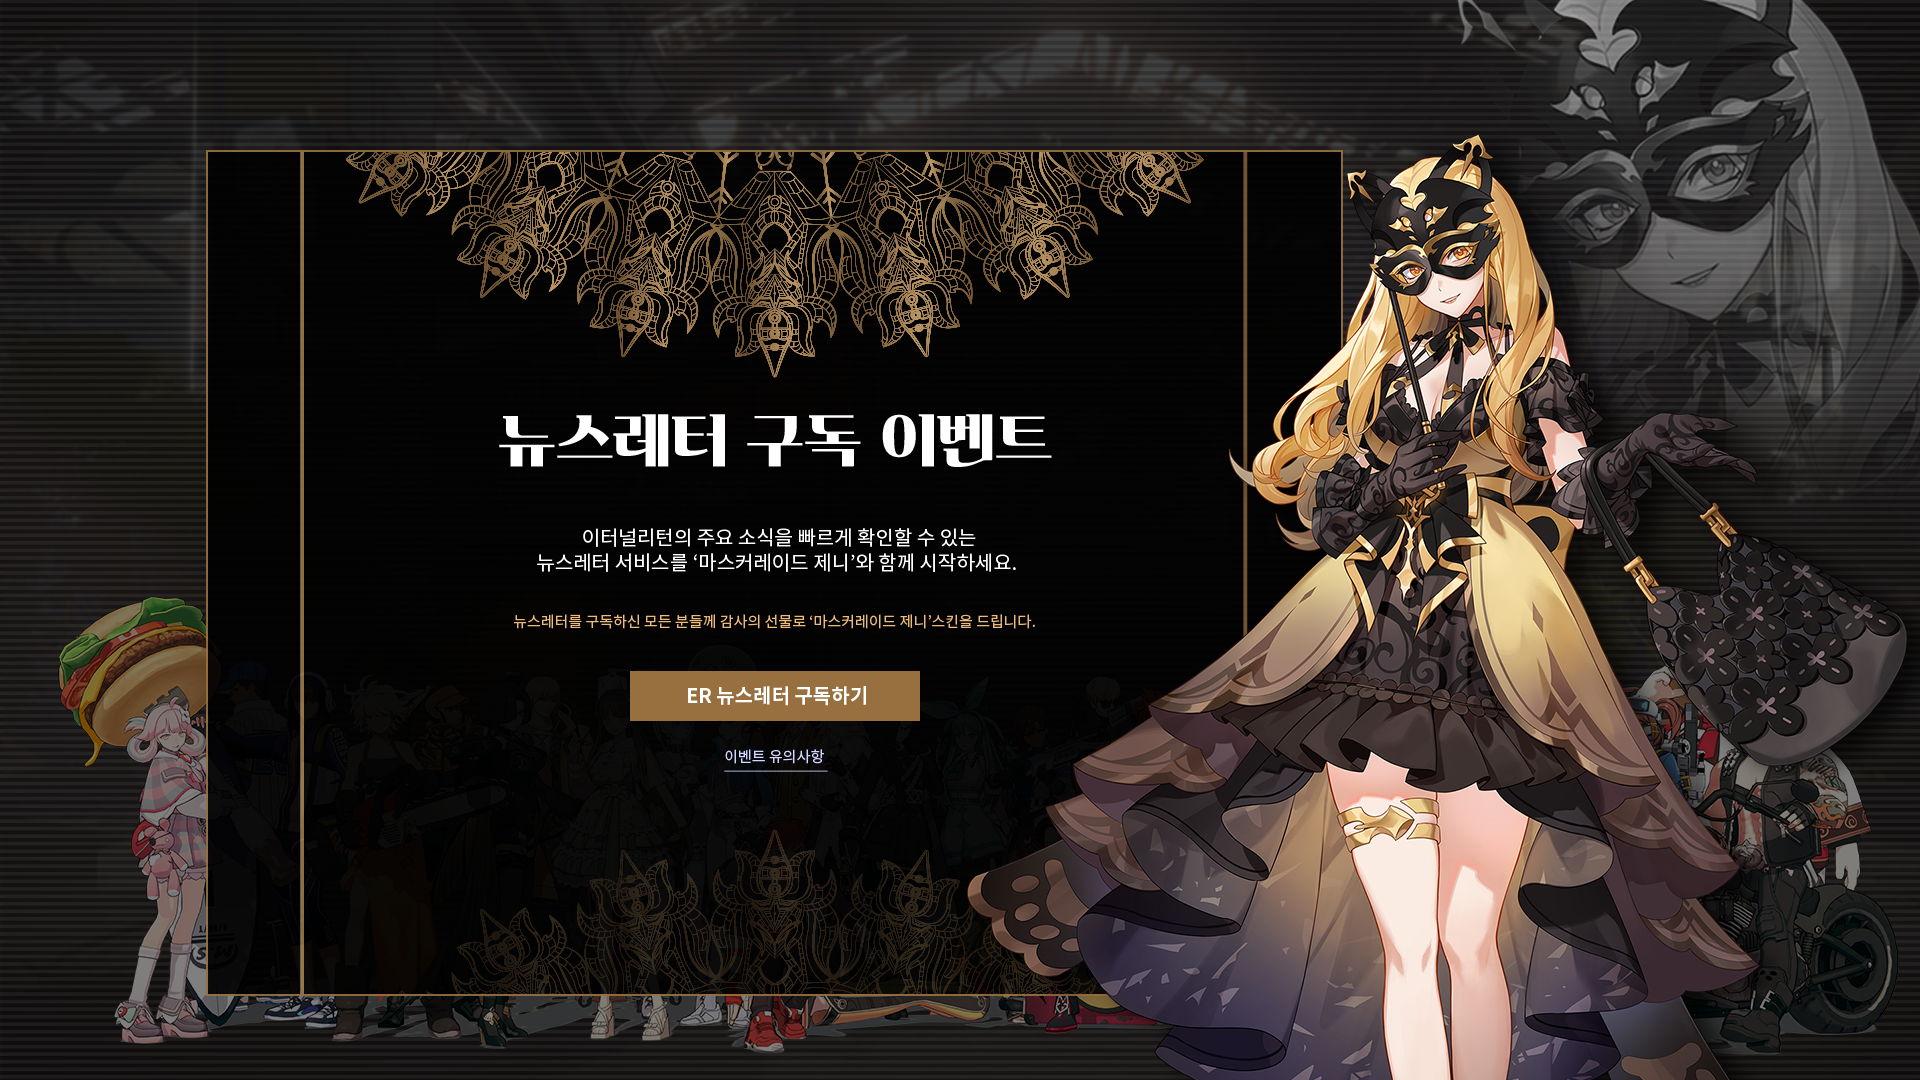 뉴스레터 구독 이벤트
이터널리턴의 주요 소식을 빠르게 확인할 수 있는
뉴스레터 서비스를 ‘마스커레이드 제니’와 함께 시작하세요.
뉴스레터를 구독하신 모든 분들께 감사의 선물로 ‘마스커레이드 제니’스킨을 드립니다.
ER 뉴스레터 구독하기
이벤트 유의사항